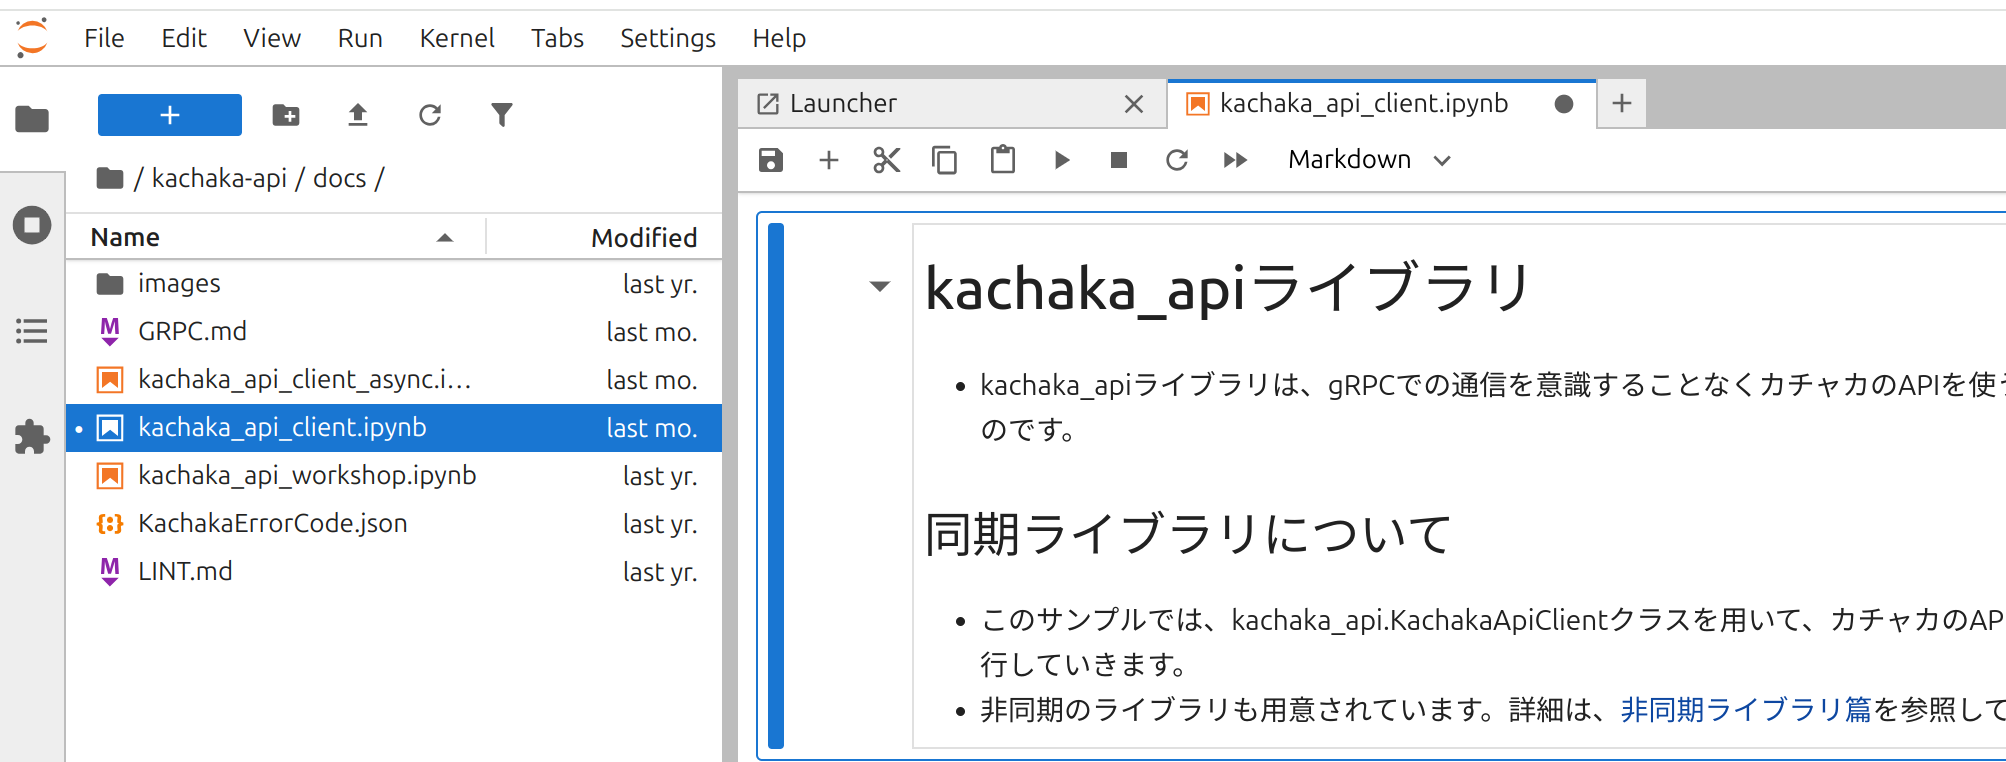 File Edit View Run Kernel Tabs Settings Help
/ kachaka-api / docs /
Name Modified
images last yr.
GRPC.md last mo.
kachaka_api_client_async.i... last mo.
kachaka_api_client.ipynb last mo.
kachaka_api_workshop.ipynb last yr.
KachakaErrorCode.json last yr.
LINT.md last yr.
Launcher kachaka_api_client.ipynb
Markdown
kachaka_apiライブラリ
kachaka_apiライブラリは、gRPCでの通信を意識することなくカチャカのAPIを使
のです。
同期ライブラリについて
このサンプルでは、kachaka_api.KachakaApiClientクラスを用いて、カチャカのAP
行していきます。
非同期のライブラリも用意されています。詳細は、非同期ライブラリ篇を参照して